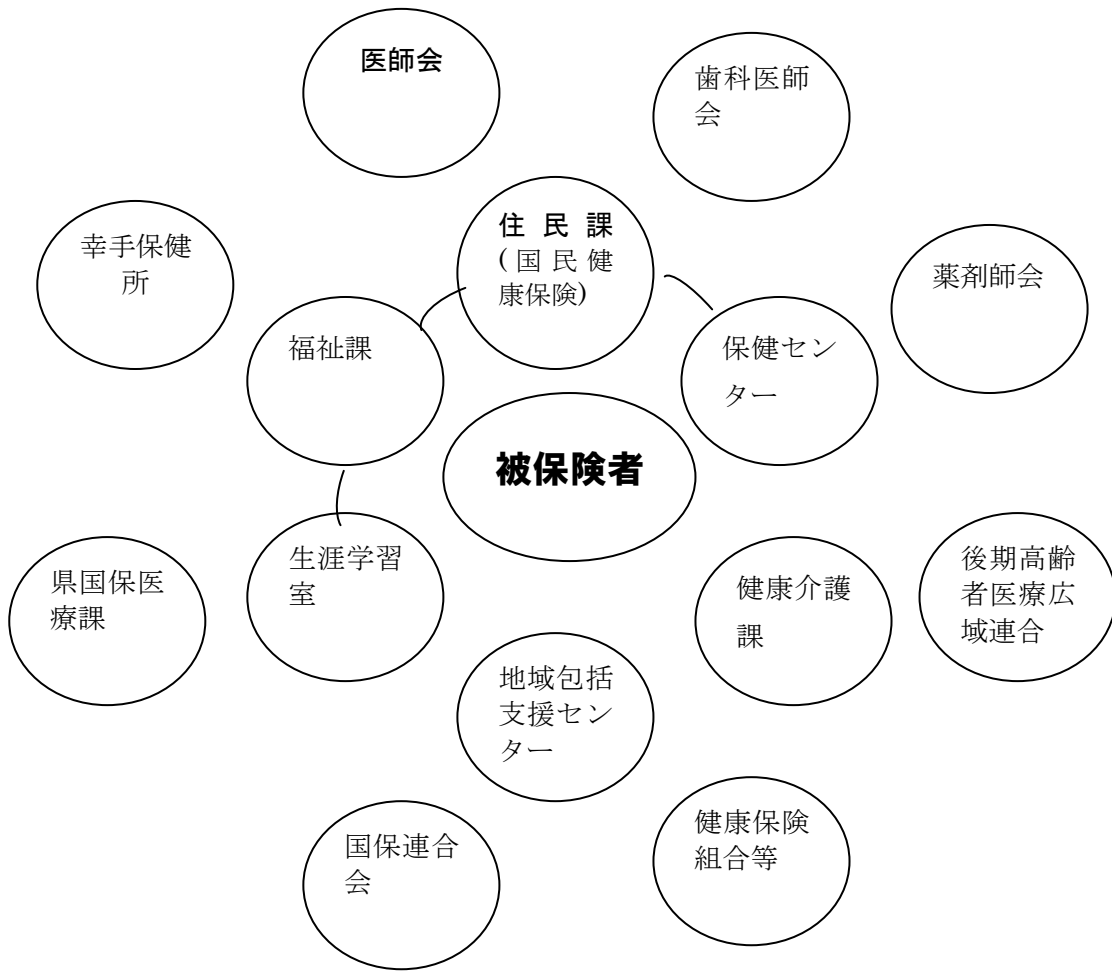 医師会
歯科医師
会
住民課
(国民健
康保険)
幸手保健
所
薬剤師会
福祉課
保健セン
ター
被保険者
生涯学習
室
県国保医
療課
健康介護
課
後期高齢
者医療広
域連合
地域包括
支援セン
ター
国保連合
会
健康保険
組合等